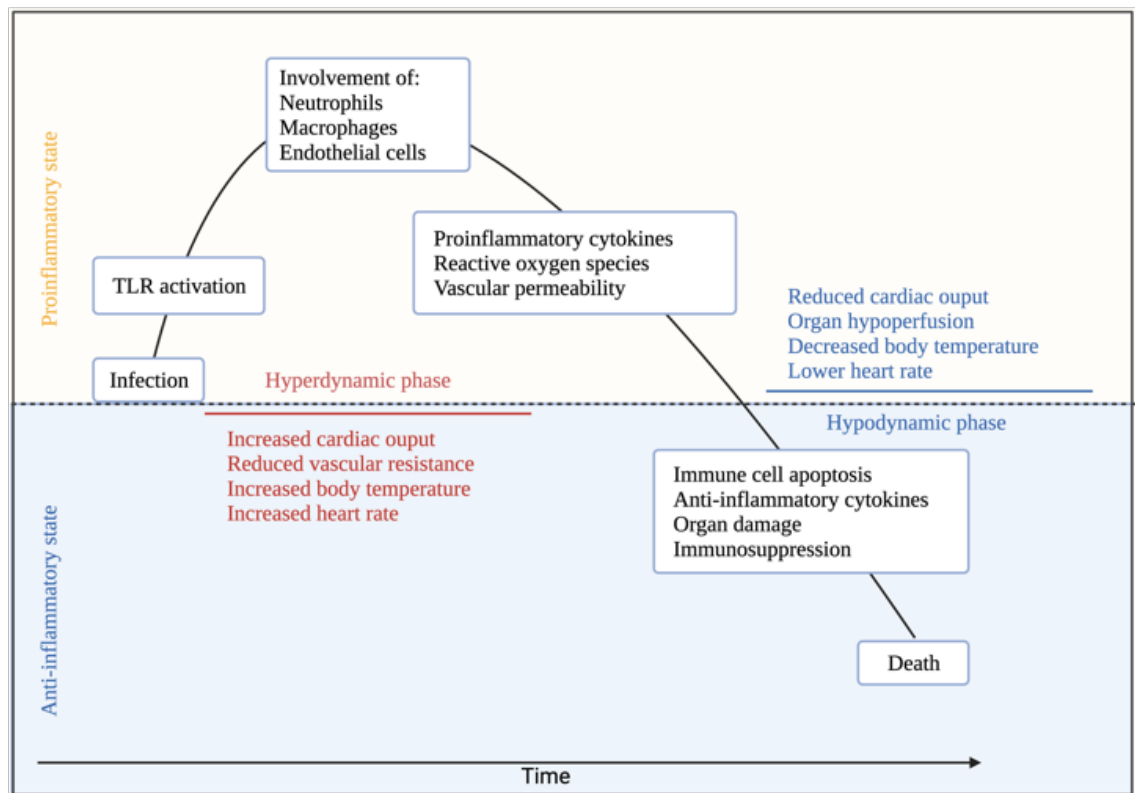 Proinflammatory state
Involvement of:
Neutrophils
Macrophages
Endothelial cells
TLR activation
Infection
Proinflammatory cytokines
Reactive oxygen species
Vascular permeability
Hyperdynamic phase
Increased cardiac ouput
Reduced vascular resistance
Increased body temperature
Increased heart rate
Reduced cardiac ouput
Organ hypoperfusion
Decreased body temperature
Lower heart rate
Hypodynamic phase
Anti-inflammatory state
Immune cell apoptosis
Anti-inflammatory cytokines
Organ damage
Immunosuppression
Death
Time